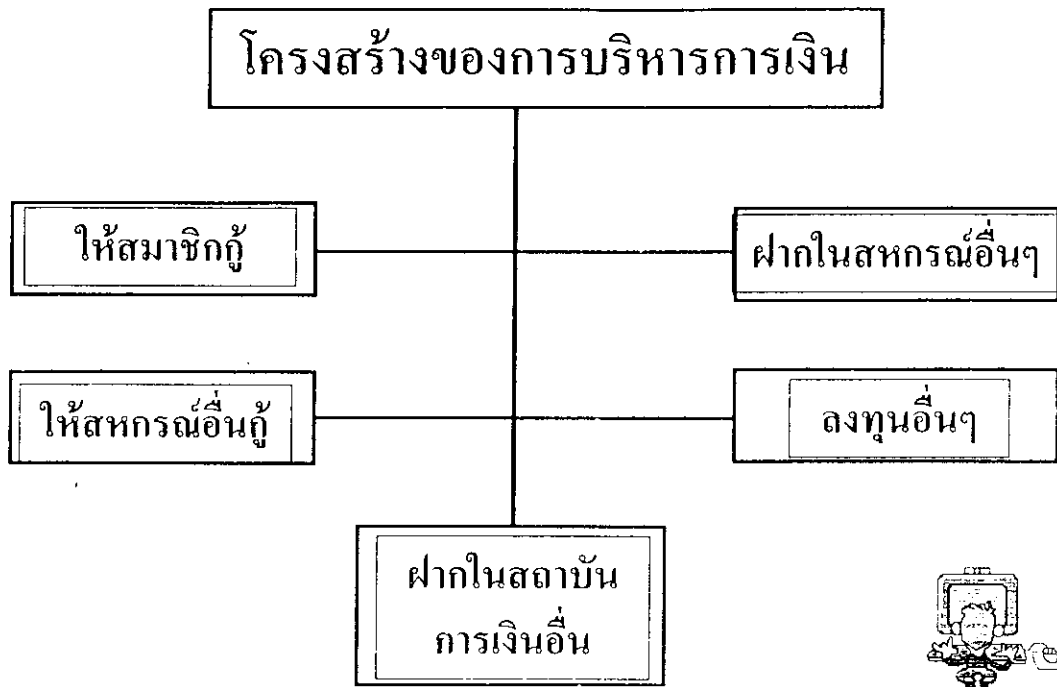 โครงสร้างของการบริหารการเงิน
ให้สมาชิกกู้
ฝากในสหกรณ์อื่นๆ
ให้สหกรณ์อื่นกู้
ลงทุนอื่นๆ
ฝากในสถาบัน
การเงินอื่น